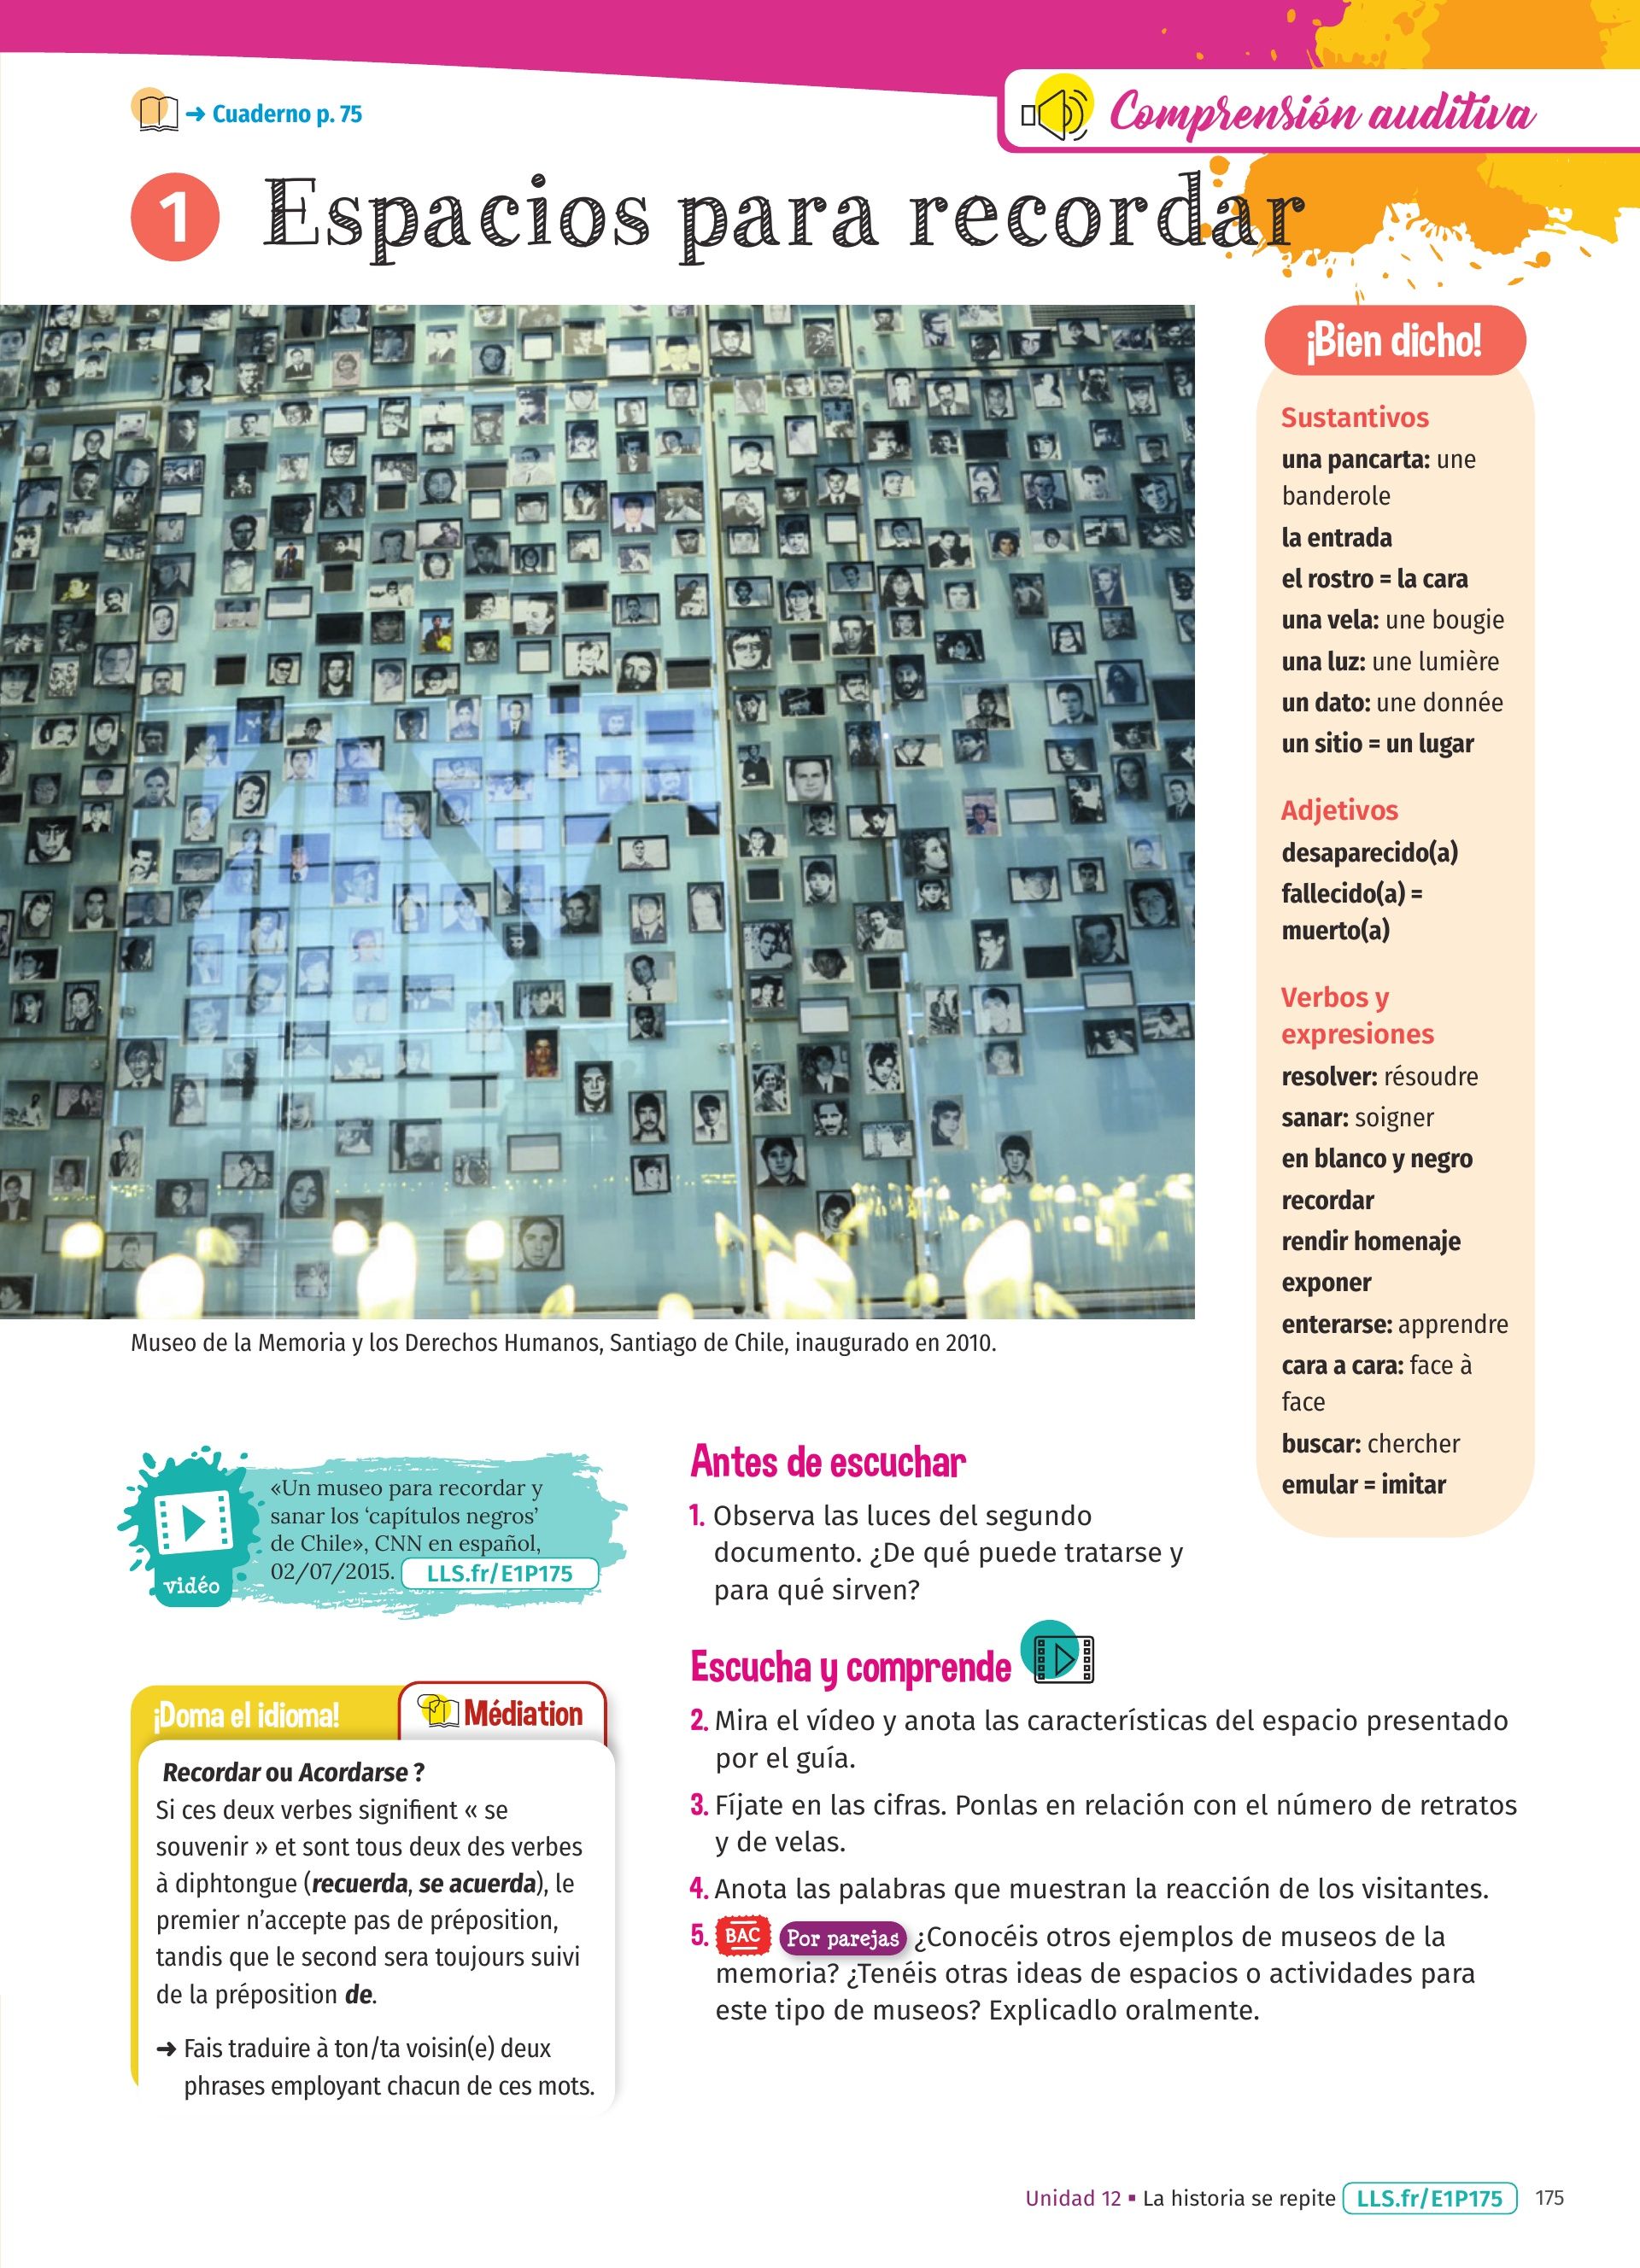 → Cuaderno p. 75
Comprensión auditiva
1 Espacios para recordar
¡Bien dicho!
Sustantivos
una pancarta: une
banderole
la entrada
el rostro = la cara
una vela: une bougie
una luz: une lumière
un dato: une donnée
un sitio = un lugar
Adjetivos
desaparecido(a)
fallecido(a) =
muerto(a)
Verbos y
expresiones
resolver: résoudre
sanar: soigner
en blanco y negro
recordar
rendir homenaje
exponer
enterarse: apprendre
cara a cara: face à
face
buscar: chercher
emular = imitar
Museo de la Memoria y los Derechos Humanos, Santiago de Chile, inaugurado en 2010.
vidéo
«Un museo para recordar y
sanar los ‘capítulos negros’
de Chile», CNN en español,
02/07/2015. LLS.fr/E1P175
¡Doma el idioma!
Médiation
Recordar ou Acordarse ?
Si ces deux verbes signifient « se
souvenir » et sont tous deux des verbes
à diphtongue (recuerda, se acuerda), le
premier n’accepte pas de préposition,
tandis que le second sera toujours suivi
de la préposition de.
→ Fais traduire à ton/ta voisin(e) deux
phrases employant chacun de ces mots.
Antes de escuchar
1. Observa las luces del segundo
documento. ¿De qué puede tratarse y
para qué sirven?
Escucha y comprende
2. Mira el vídeo y anota las características del espacio presentado
por el guía.
3. Fíjate en las cifras. Ponlas en relación con el número de retratos
y de velas.
4. Anota las palabras que muestran la reacción de los visitantes.
5. BAC Por parejas ¿Conocéis otros ejemplos de museos de la
memoria? ¿Tenéis otras ideas de espacios o actividades para
este tipo de museos? Explicadlo oralmente.
Unidad 12 ▪ La historia se repite LLS.fr/E1P175 175